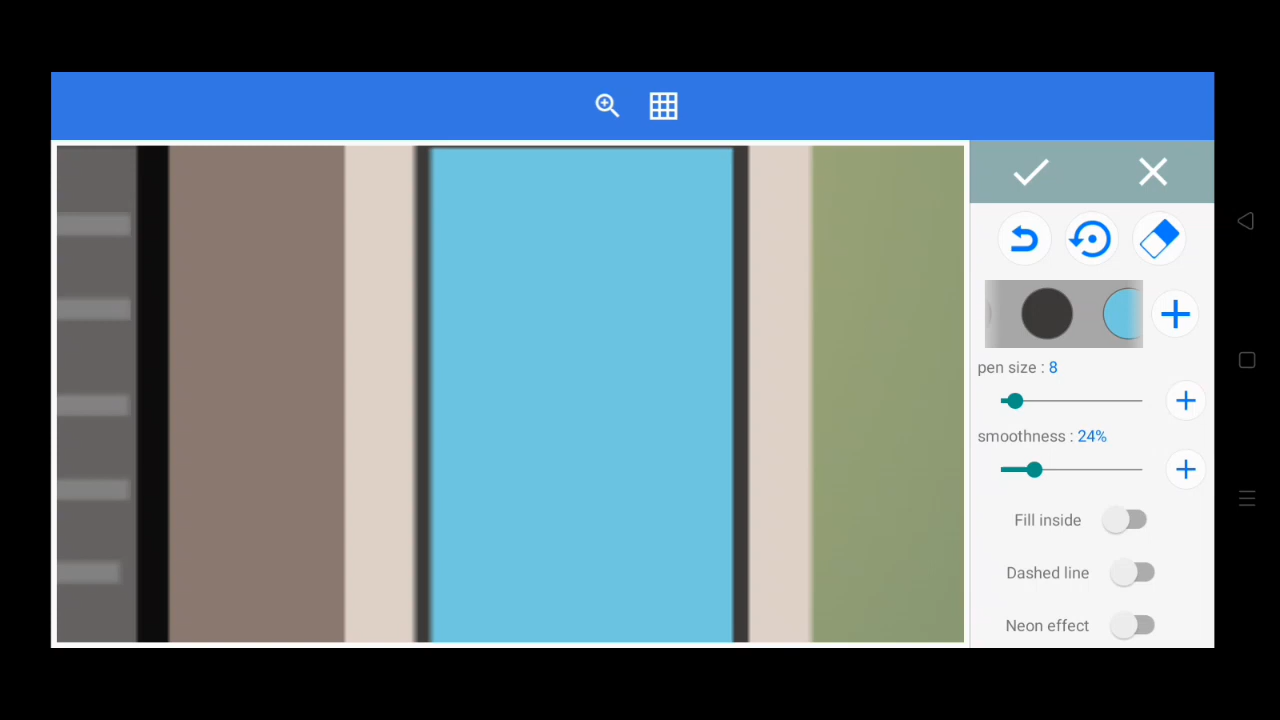 pen size : 8
smoothness : 24%
Fill inside
Dashed line
Neon effect